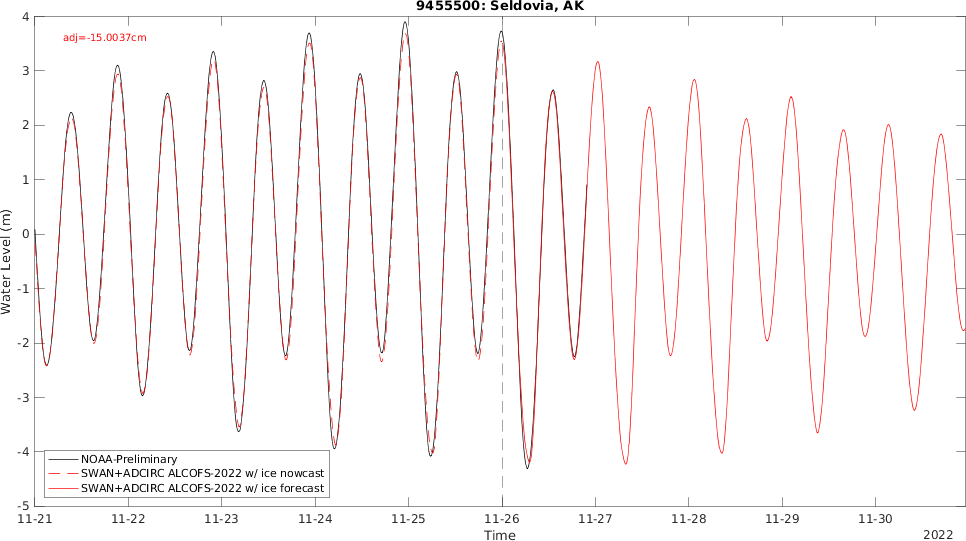 9455500: Seldovia, AK
adj=-15.0037cm
4
3
2
1
0
-1
-2
-3
-4
-5
Water Level (m)
NOAA-Preliminary
SWAN+ADCIRC ALCOFS-2022 w/ ice nowcast
SWAN+ADCIRC ALCOFS-2022 w/ ice forecast
11-21 11-22 11-23 11-24 11-25 11-26 11-27 11-28 11-29 11-30
Time
2022